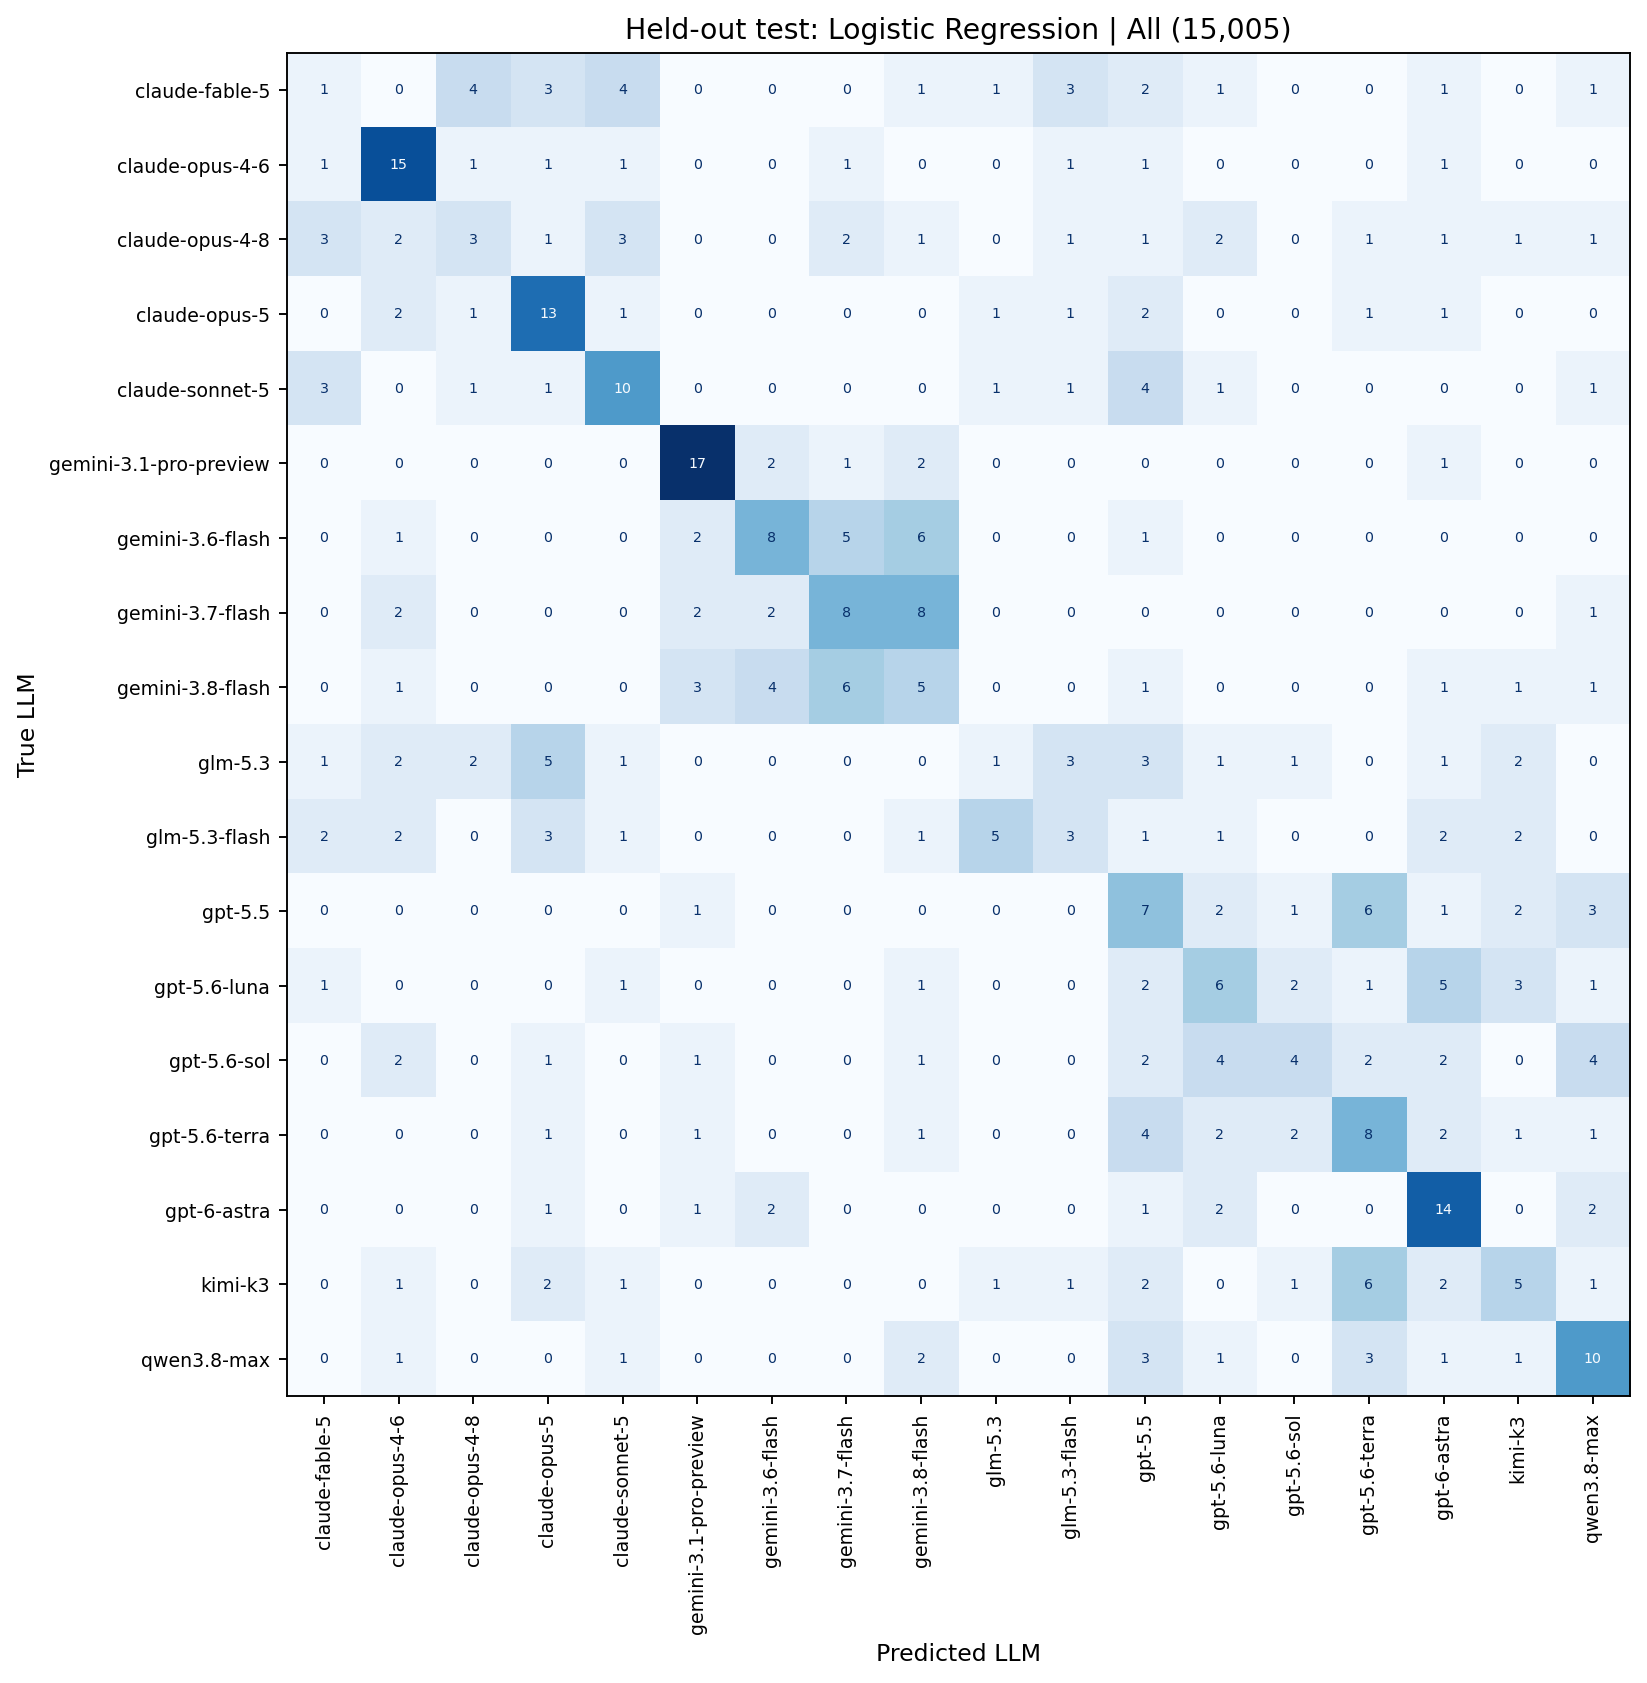 Held-out test: Logistic Regression | All (15,005)
True LLM
claude-fable-5 1 0 4 3 4 0 0 0 1 1 3 2 1 0 0 1 0 1
claude-opus-4-6 1 15 1 1 1 0 0 1 0 0 1 1 0 0 0 1 0 0
claude-opus-4-8 3 2 3 1 3 0 0 2 1 0 1 1 2 0 1 1 1 1
claude-opus-5 0 2 1 13 1 0 0 0 0 1 1 2 0 0 1 1 0 0
claude-sonnet-5 3 0 1 1 10 0 0 0 0 1 1 4 1 0 0 0 0 1
gemini-3.1-pro-preview 0 0 0 0 0 17 2 1 2 0 0 0 0 0 0 1 0 0
gemini-3.6-flash 0 1 0 0 0 2 8 5 6 0 0 1 0 0 0 0 0 0
gemini-3.7-flash 0 2 0 0 0 2 2 8 8 0 0 0 0 0 0 0 0 1
gemini-3.8-flash 0 1 0 0 0 3 4 6 5 0 0 1 0 0 0 1 1 1
glm-5.3 1 2 2 5 1 0 0 0 0 1 3 3 1 1 0 1 2 0
glm-5.3-flash 2 2 0 3 1 0 0 0 1 5 3 1 1 0 0 2 2 0
gpt-5.5 0 0 0 0 0 1 0 0 0 0 0 7 2 1 6 1 2 3
gpt-5.6-luna 1 0 0 0 1 0 0 0 1 0 0 2 6 2 1 5 3 1
gpt-5.6-sol 0 2 0 1 0 1 0 0 1 0 0 2 4 4 2 2 0 4
gpt-5.6-terra 0 0 0 1 0 1 0 0 1 0 0 4 2 2 8 2 1 1
gpt-6-astra 0 0 0 1 0 1 2 0 0 0 0 1 2 0 0 14 0 2
kimi-k3 0 1 0 2 1 0 0 0 0 1 1 2 0 1 6 2 5 1
qwen3.8-max 0 1 0 0 1 0 0 0 2 0 0 3 1 0 3 1 1 10
claude-fable-5
claude-opus-4-6
claude-opus-4-8
claude-opus-5
claude-sonnet-5
gemini-3.1-pro-preview
gemini-3.6-flash
gemini-3.7-flash
gemini-3.8-flash
glm-5.3
glm-5.3-flash
gpt-5.5
gpt-5.6-luna
gpt-5.6-sol
gpt-5.6-terra
gpt-6-astra
kimi-k3
qwen3.8-max
Predicted LLM